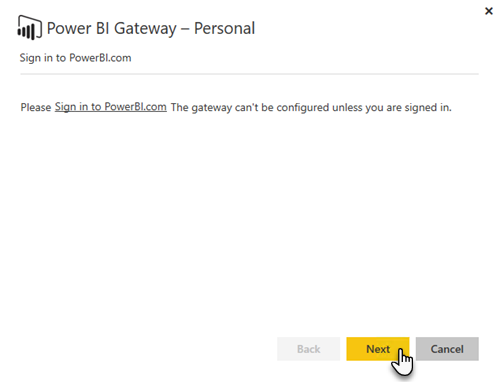 Power BI Gateway – Personal
Sign in to PowerBI.com
Please Sign in to PowerBI.com The gateway can't be configured unless you are signed in.
Back Next Cancel